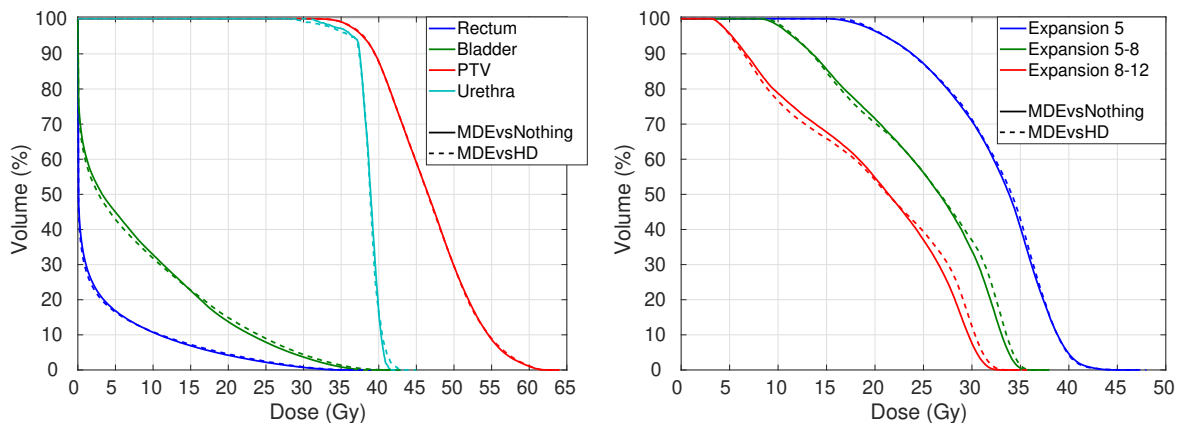 100
90
80
70
60
50
40
30
20
10
0
Volume (%)
0 5 10 15 20 25 30 35 40 45 50 55 60 65
Dose (Gy)
Rectum
Bladder
PTV
Urethra
MDEvsNothing
MDEvsHD
100
90
80
70
60
50
40
30
20
10
0
Volume (%)
0 5 10 15 20 25 30 35 40 45 50
Dose (Gy)
Expansion 5
Expansion 5-8
Expansion 8-12
MDEvsNothing
MDEvsHD